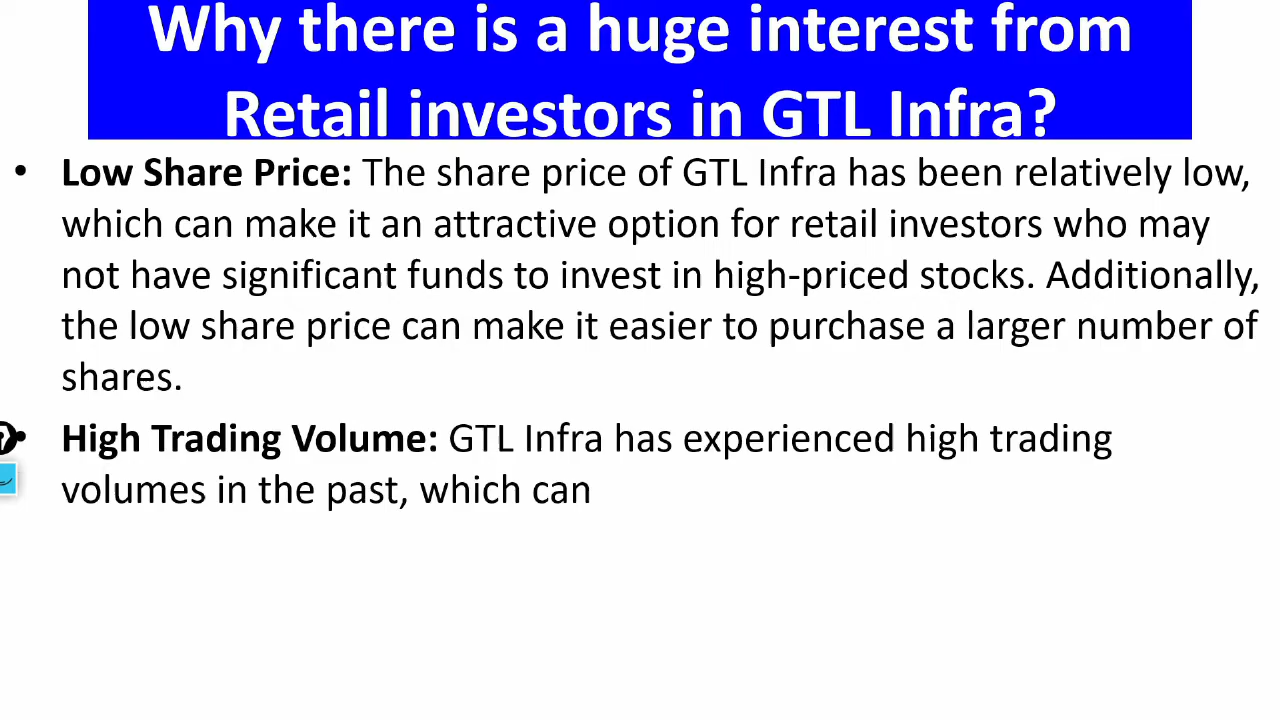 Why there is a huge interest from
Retail investors in GTL Infra?
• Low Share Price: The share price of GTL Infra has been relatively low,
which can make it an attractive option for retail investors who may
not have significant funds to invest in high-priced stocks. Additionally,
the low share price can make it easier to purchase a larger number of
shares.
• High Trading Volume: GTL Infra has experienced high trading
volumes in the past, which can